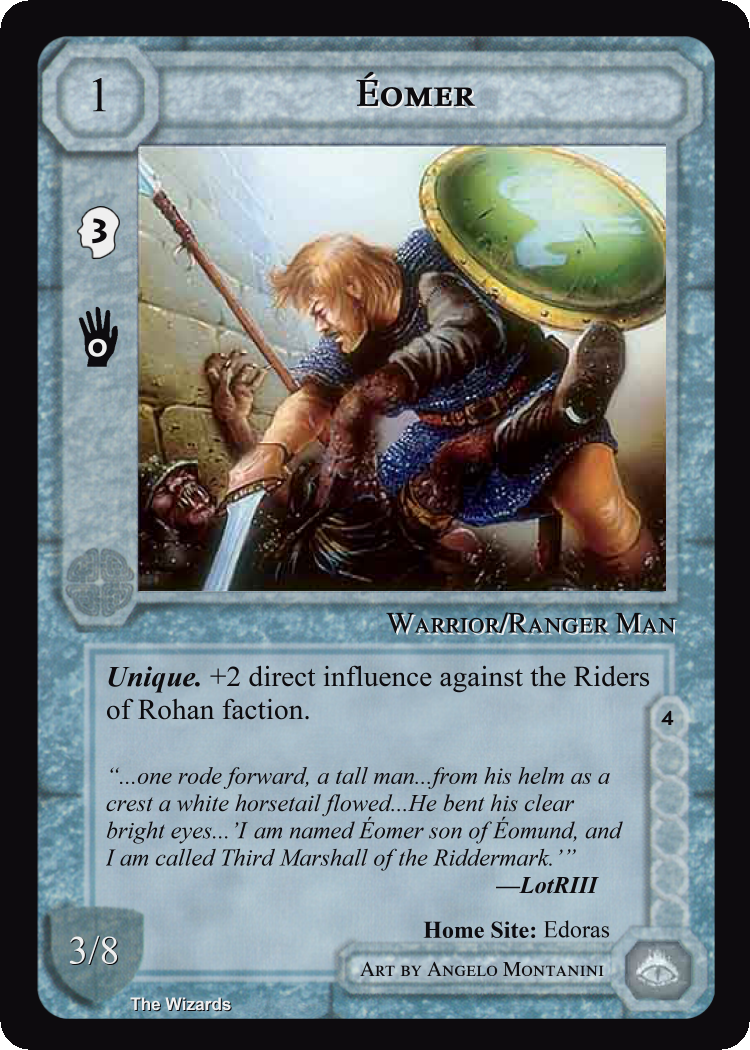 1
ÉOMER
3
0
WARRIOR/RANGER MAN
Unique. +2 direct influence against the Riders
of Rohan faction.
4
“...one rode forward, a tall man...from his helm as a
crest a white horsetail flowed...He bent his clear
bright eyes...’I am named Éomer son of Éomund, and
I am called Third Marshall of the Riddermark.’”
—LotRIII
Home Site: Edoras
3/8
ART BY ANGELO MONTANINI
The Wizards